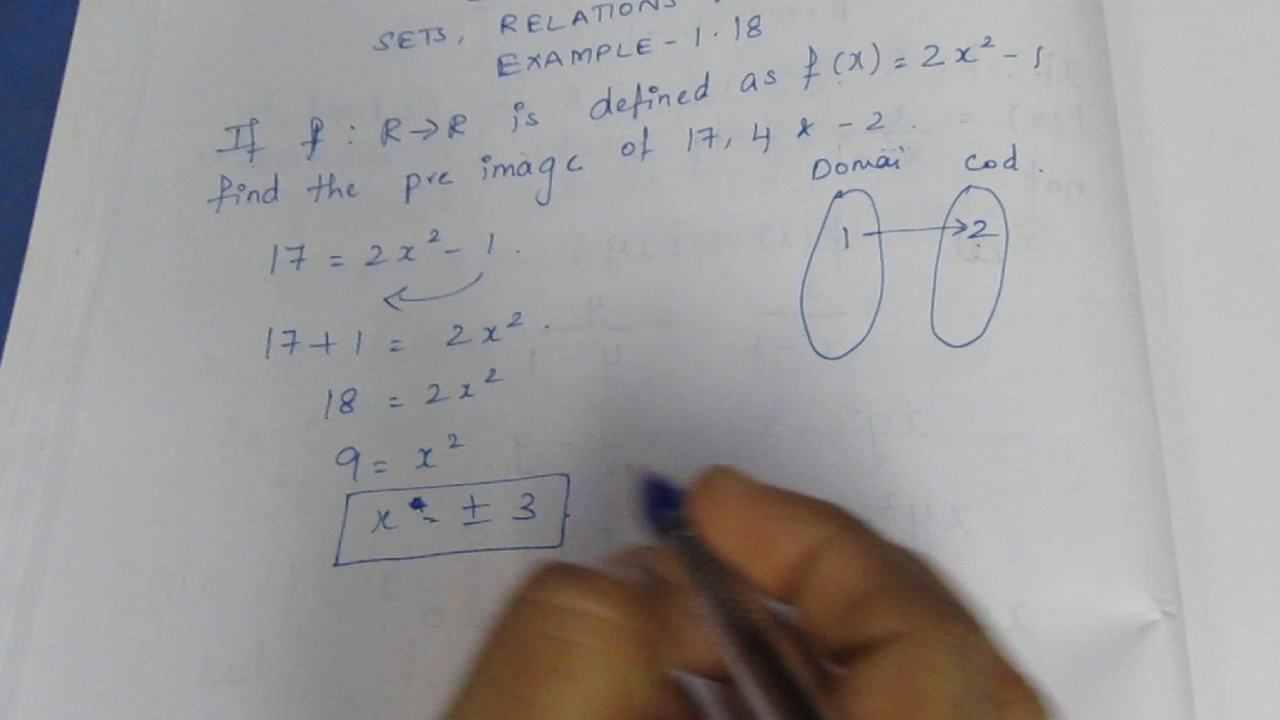 SETS, RELATIONS
EXAMPLE - 1.18
If f : R→R is defined as f(x) = 2x² - 1
find the pre image of 17, 4 & -2.
Domai Cod.
1 → 2
17 = 2x² - 1.
17 + 1 = 2x².
18 = 2x²
9 = x²
x = ± 3